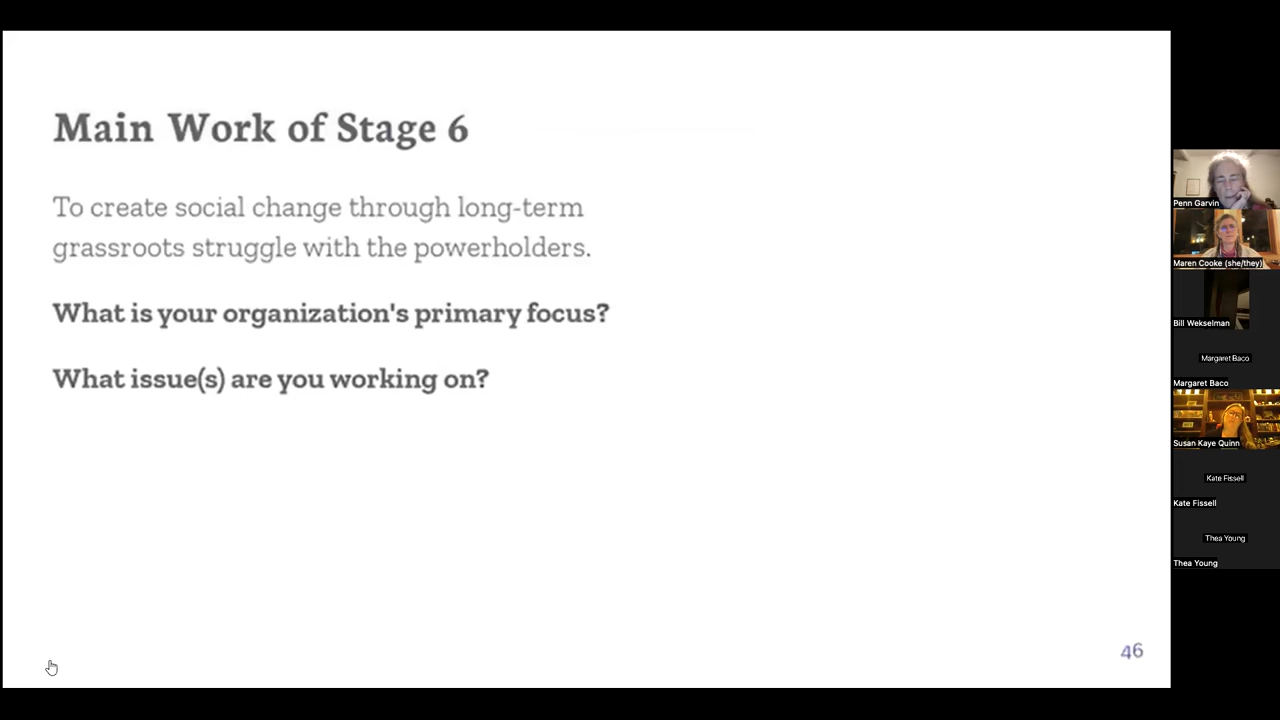 Main Work of Stage 6
To create social change through long-term
grassroots struggle with the powerholders.
What is your organization's primary focus?
What issue(s) are you working on?
46
Penn Garvin
Maren Cooke (she/they)
Bill Wekselman
Margaret Baco
Margaret Baco
Susan Kaye Quinn
Kate Fissell
Kate Fissell
Thea Young
Thea Young